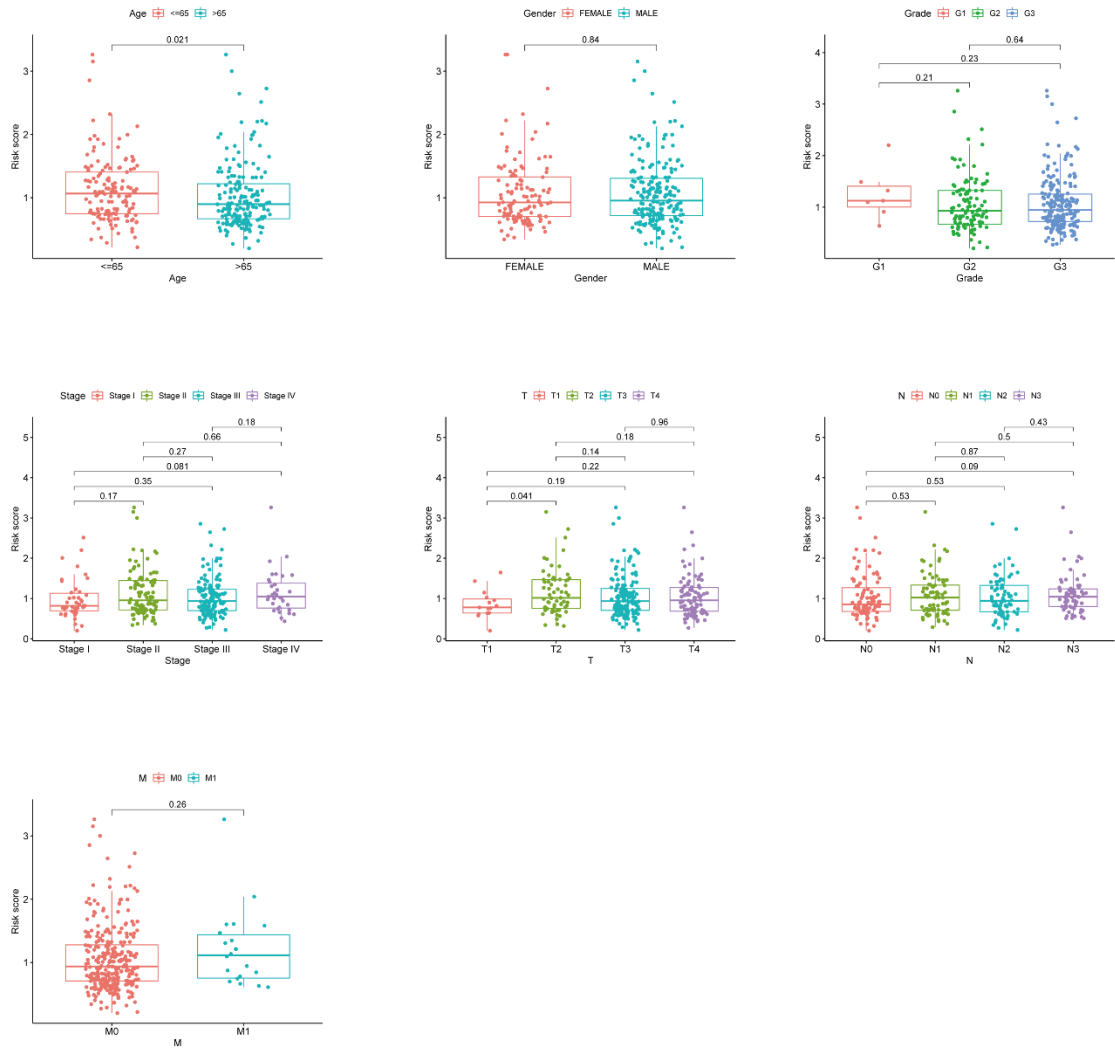 Age <=65 >65
0.021
3
2
1
Risk score
<=65 >65
Age
Gender FEMALE MALE
0.84
3
2
1
Risk score
FEMALE MALE
Gender
Grade G1 G2 G3
4
0.64
0.23
0.21
3
2
1
0
Risk score
G1 G2 G3
Grade
Stage Stage I Stage II Stage III Stage IV
5
0.18
0.66
0.27
4
0.081
0.35
3
0.17
2
1
0
Risk score
Stage I Stage II Stage III Stage IV
Stage
T T1 T2 T3 T4
5
0.96
0.18
0.14
4
0.22
0.19
3
0.041
2
1
0
Risk score
T1 T2 T3 T4
T
N N0 N1 N2 N3
5
0.43
0.5
0.87
4
0.09
0.53
3
0.53
2
1
0
Risk score
N0 N1 N2 N3
N
M M0 M1
0.26
3
2
1
Risk score
M0 M1
M